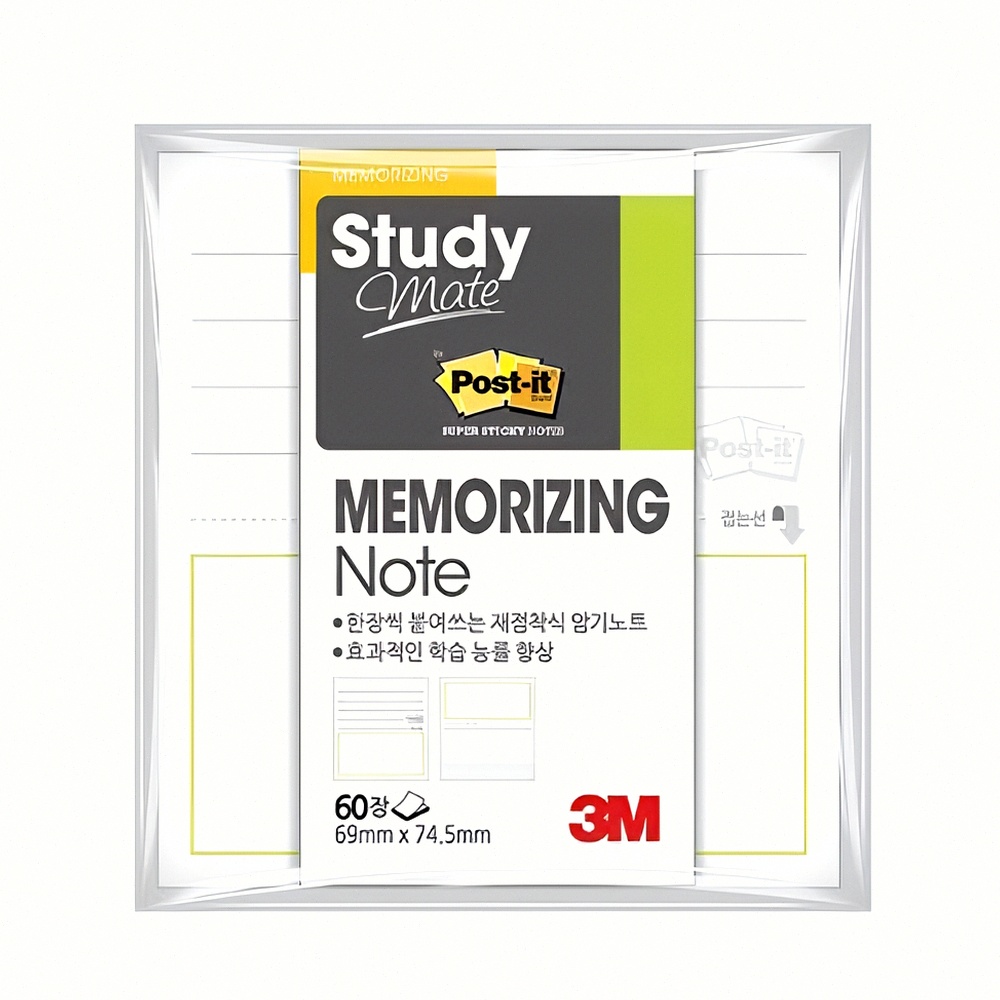 MEMORIZING
Study
Mate
Post-it
SUPER STICKY NOTES
Post-it
MEMORIZING
접는선
Note
•한장씩 붙여쓰는 재점착식 암기노트
•효과적인 학습 능률 향상
60장
69mm x 74.5mm
3M